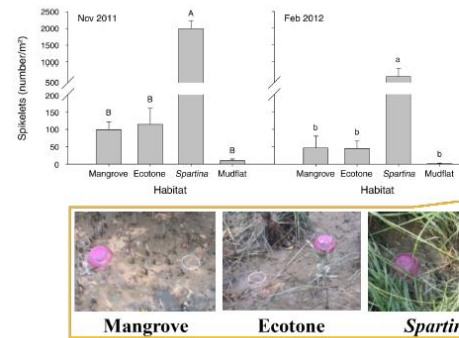 Nov 2011
Feb 2012
Spikelets (number/m²)
2500
2000
1500
1000
500
200
150
100
50
0
B
B
A
B
b
b
a
b
Mangrove
Ecotone
Spartina
Mudflat
Mangrove
Ecotone
Spartina
Mudflat
Habitat
Habitat
Mangrove
Ecotone
Spartin